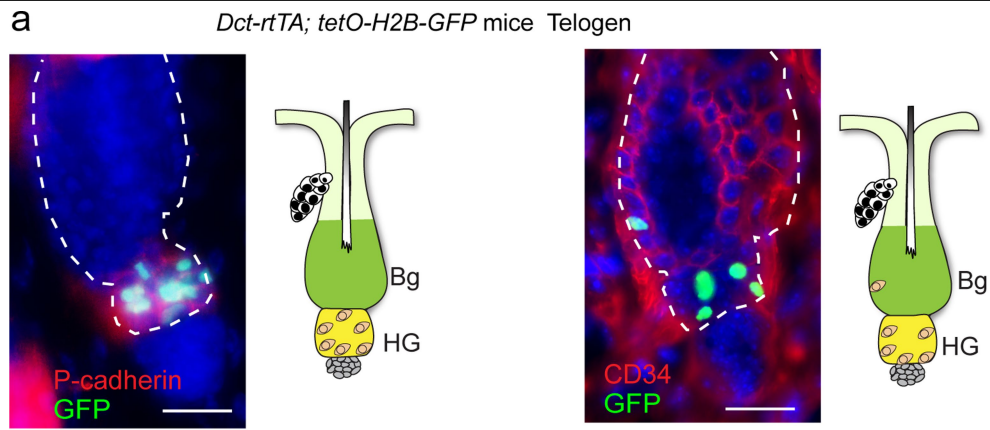 a
Dct-rtTA; tetO-H2B-GFP mice Telogen
P-cadherin
GFP
Bg
HG
CD34
GFP
Bg
HG